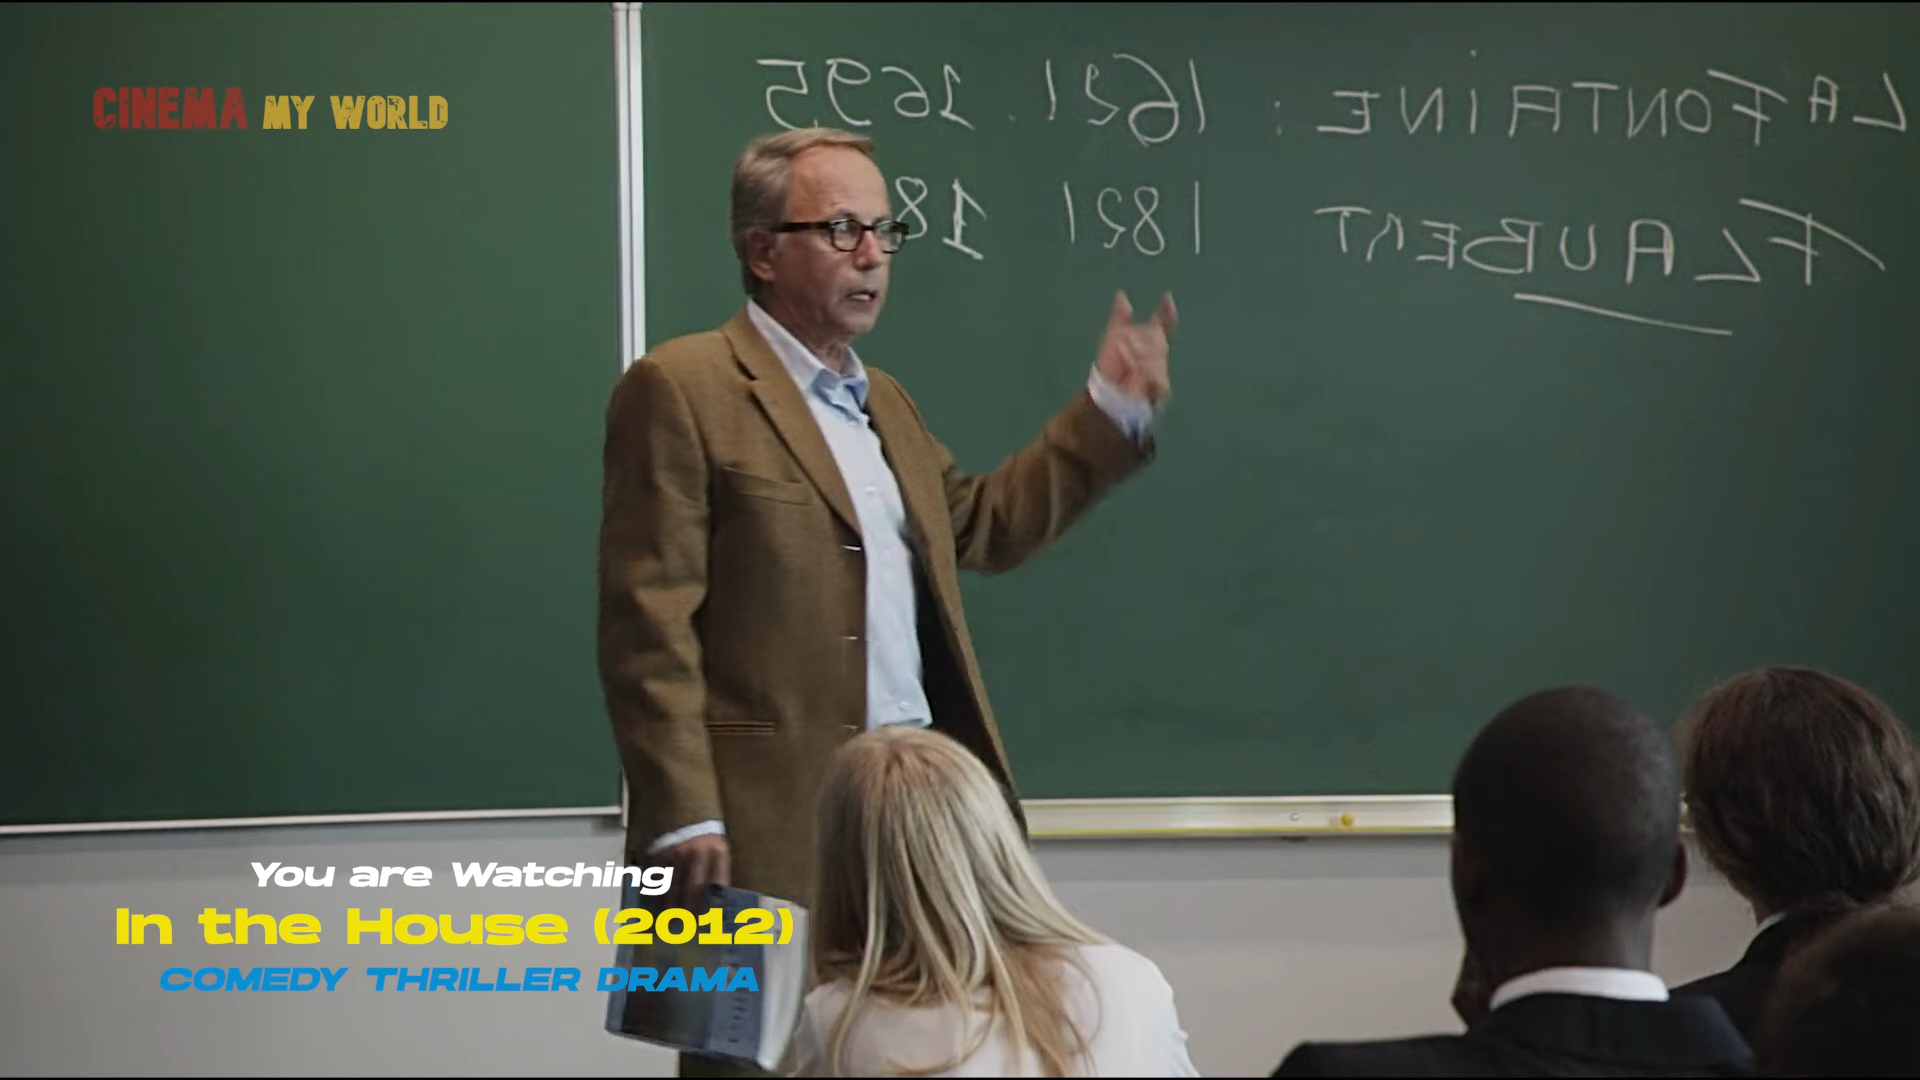 CINEMA MY WORLD
LA FONTAINE : 1621 . 1695
FLAUBERT 1821 18
You are Watching
In the House (2012)
COMEDY THRILLER DRAMA